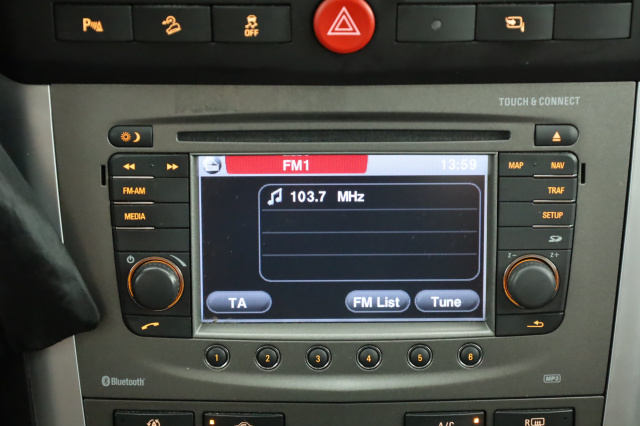 P
OFF
TOUCH & CONNECT
FM1 13:59
MAP NAV
FM-AM
103.7 MHz
TRAF
MEDIA
SETUP
Z- Z+
TA FM List Tune
1 2 3 4 5 6
Bluetooth
MP3
A/C R